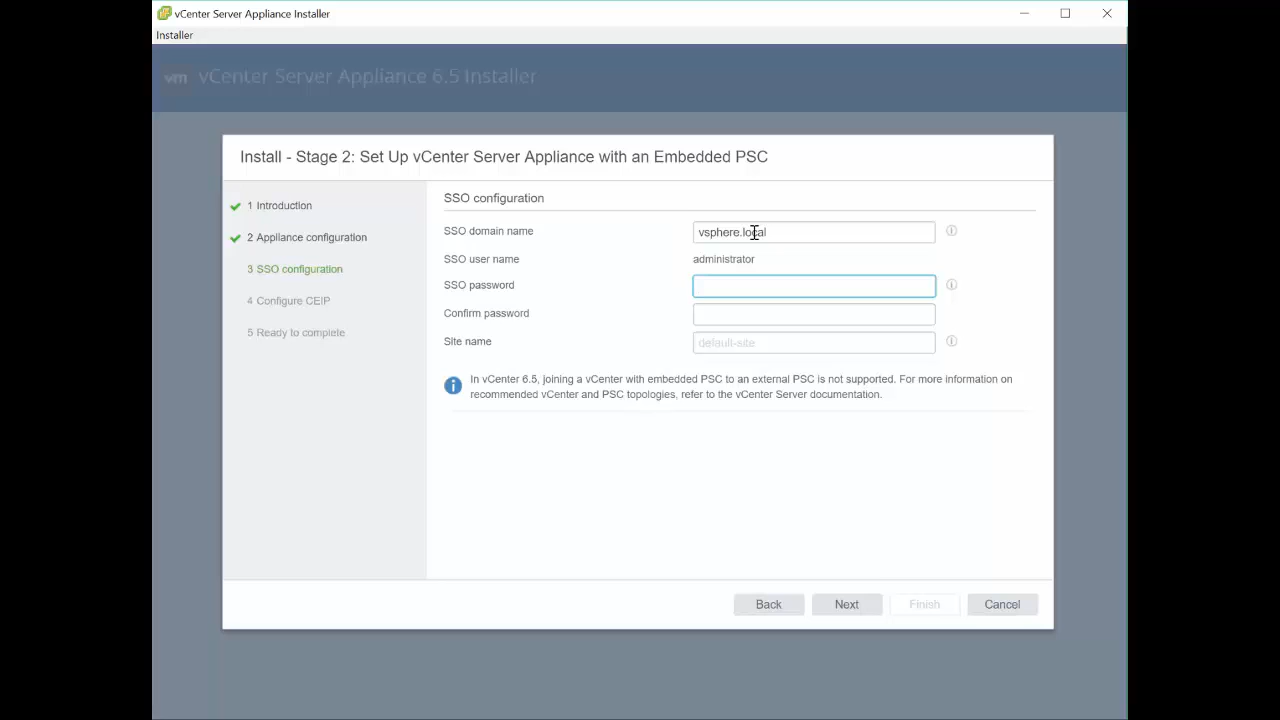 vCenter Server Appliance Installer
Installer
vm vCenter Server Appliance 6.5 Installer
Install - Stage 2: Set Up vCenter Server Appliance with an Embedded PSC
1 Introduction
2 Appliance configuration
3 SSO configuration
4 Configure CEIP
5 Ready to complete
SSO configuration
SSO domain name
vsphere.local
SSO user name
administrator
SSO password
Confirm password
Site name
default-site
In vCenter 6.5, joining a vCenter with embedded PSC to an external PSC is not supported. For more information on
recommended vCenter and PSC topologies, refer to the vCenter Server documentation.
Back
Next
Finish
Cancel